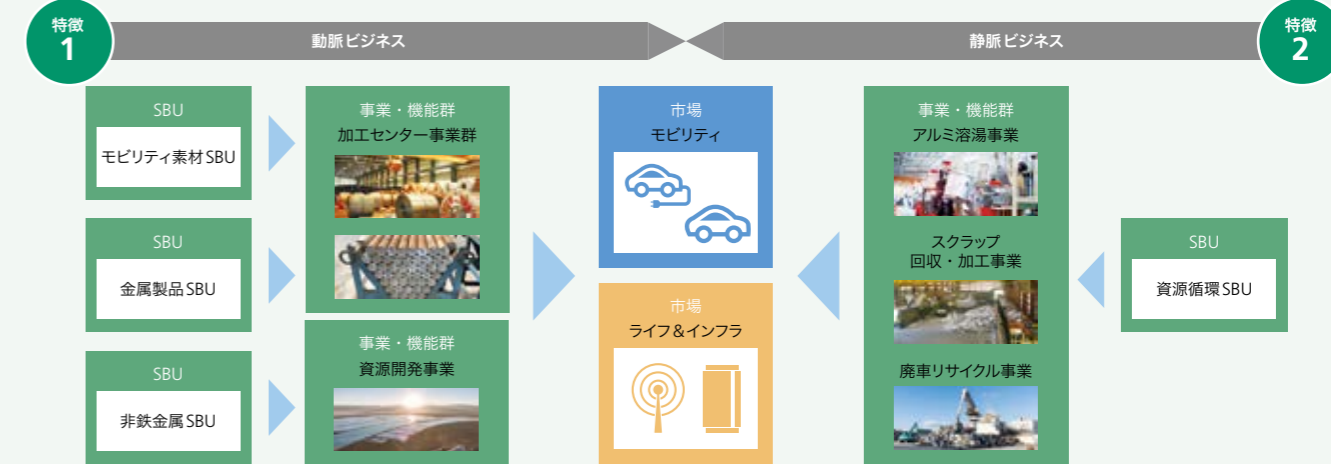 特徴
1
動脈ビジネス
静脈ビジネス
特徴
2
SBU
モビリティ素材SBU
SBU
金属製品SBU
SBU
非鉄金属SBU
事業・機能群
加工センター事業群
事業・機能群
資源開発事業
市場
モビリティ
市場
ライフ&インフラ
事業・機能群
アルミ溶湯事業
スクラップ
回収・加工事業
廃車リサイクル事業
SBU
資源循環SBU